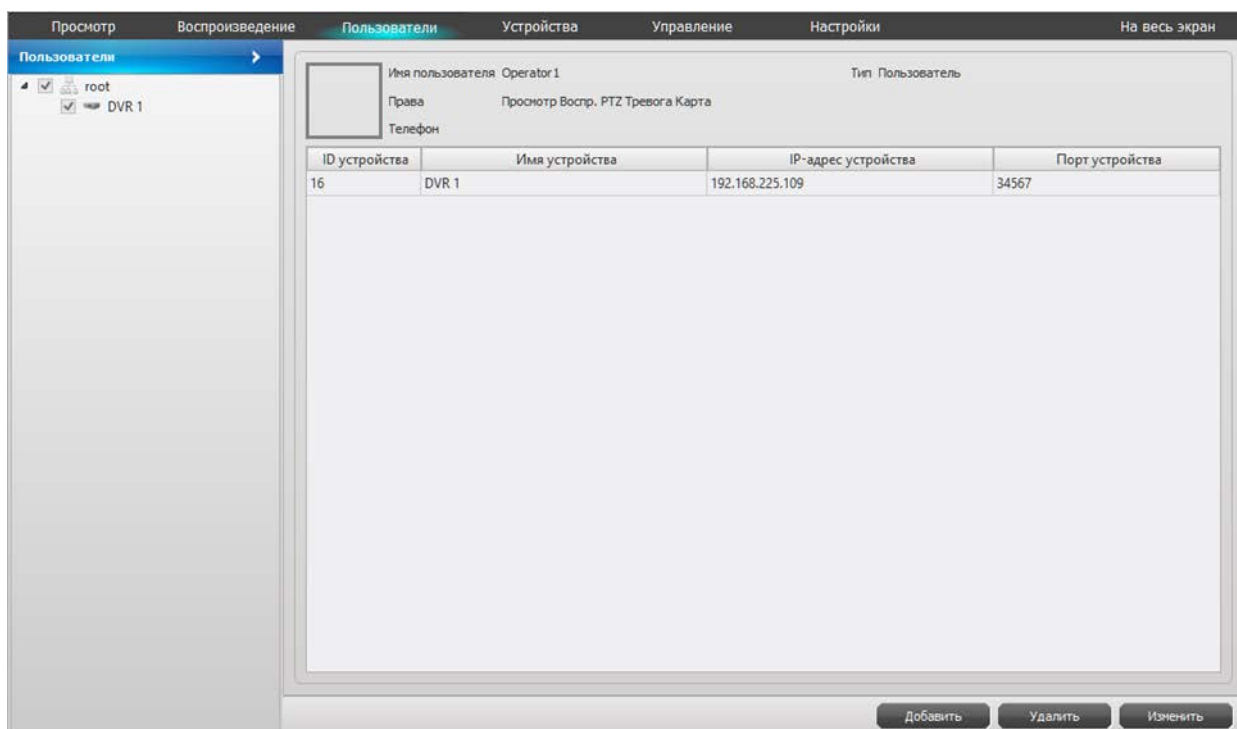 Просмотр Воспроизведение Пользователи Устройства Управление Настройки На весь экран
Пользователи
root
DVR 1
Имя пользователя Operator1 Тип Пользователь
Права Просмотр Воспр. PTZ Тревога Карта
Телефон
ID устройства Имя устройства IP-адрес устройства Порт устройства
16 DVR 1 192.168.225.109 34567
Добавить Удалить Изменить